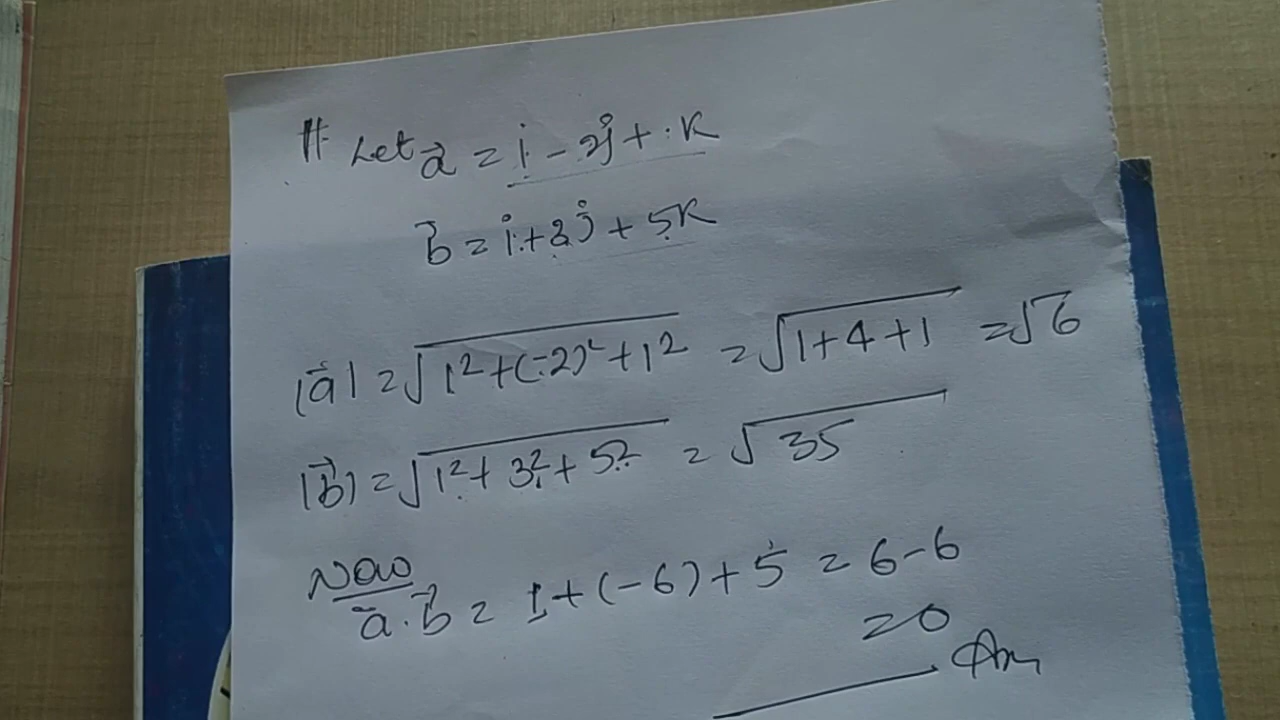 # Let a⃗ = i - 2j + k
b⃗ = i + 3j + 5k
|a⃗| = √(1² + (-2)² + 1²) = √(1+4+1) = √6
|b⃗| = √(1² + 3² + 5²) = √35
Now
a⃗ . b⃗ = 1 + (-6) + 5 = 6 - 6
= 0 Ans